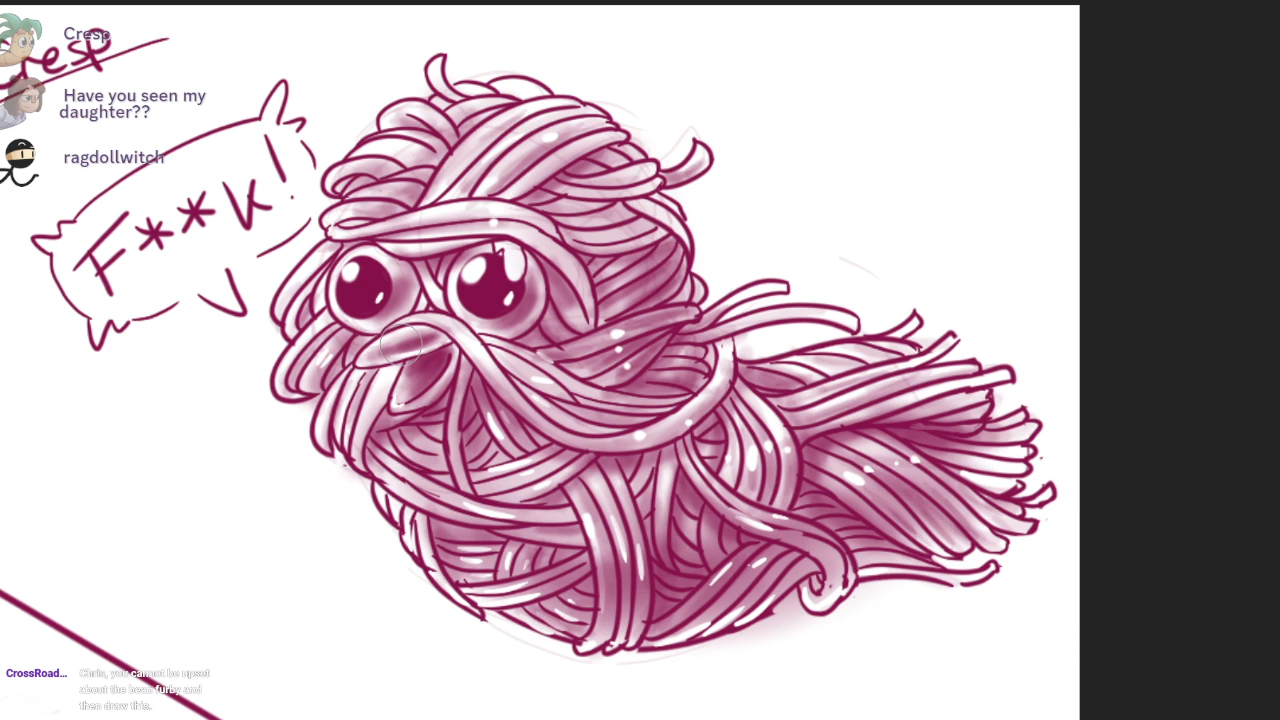 Cresp
esp
Have you seen my
daughter??
ragdollwitch
F**K!
CrossRoad...
Chris, you cannot be upset
about the bean furby and
then draw this.